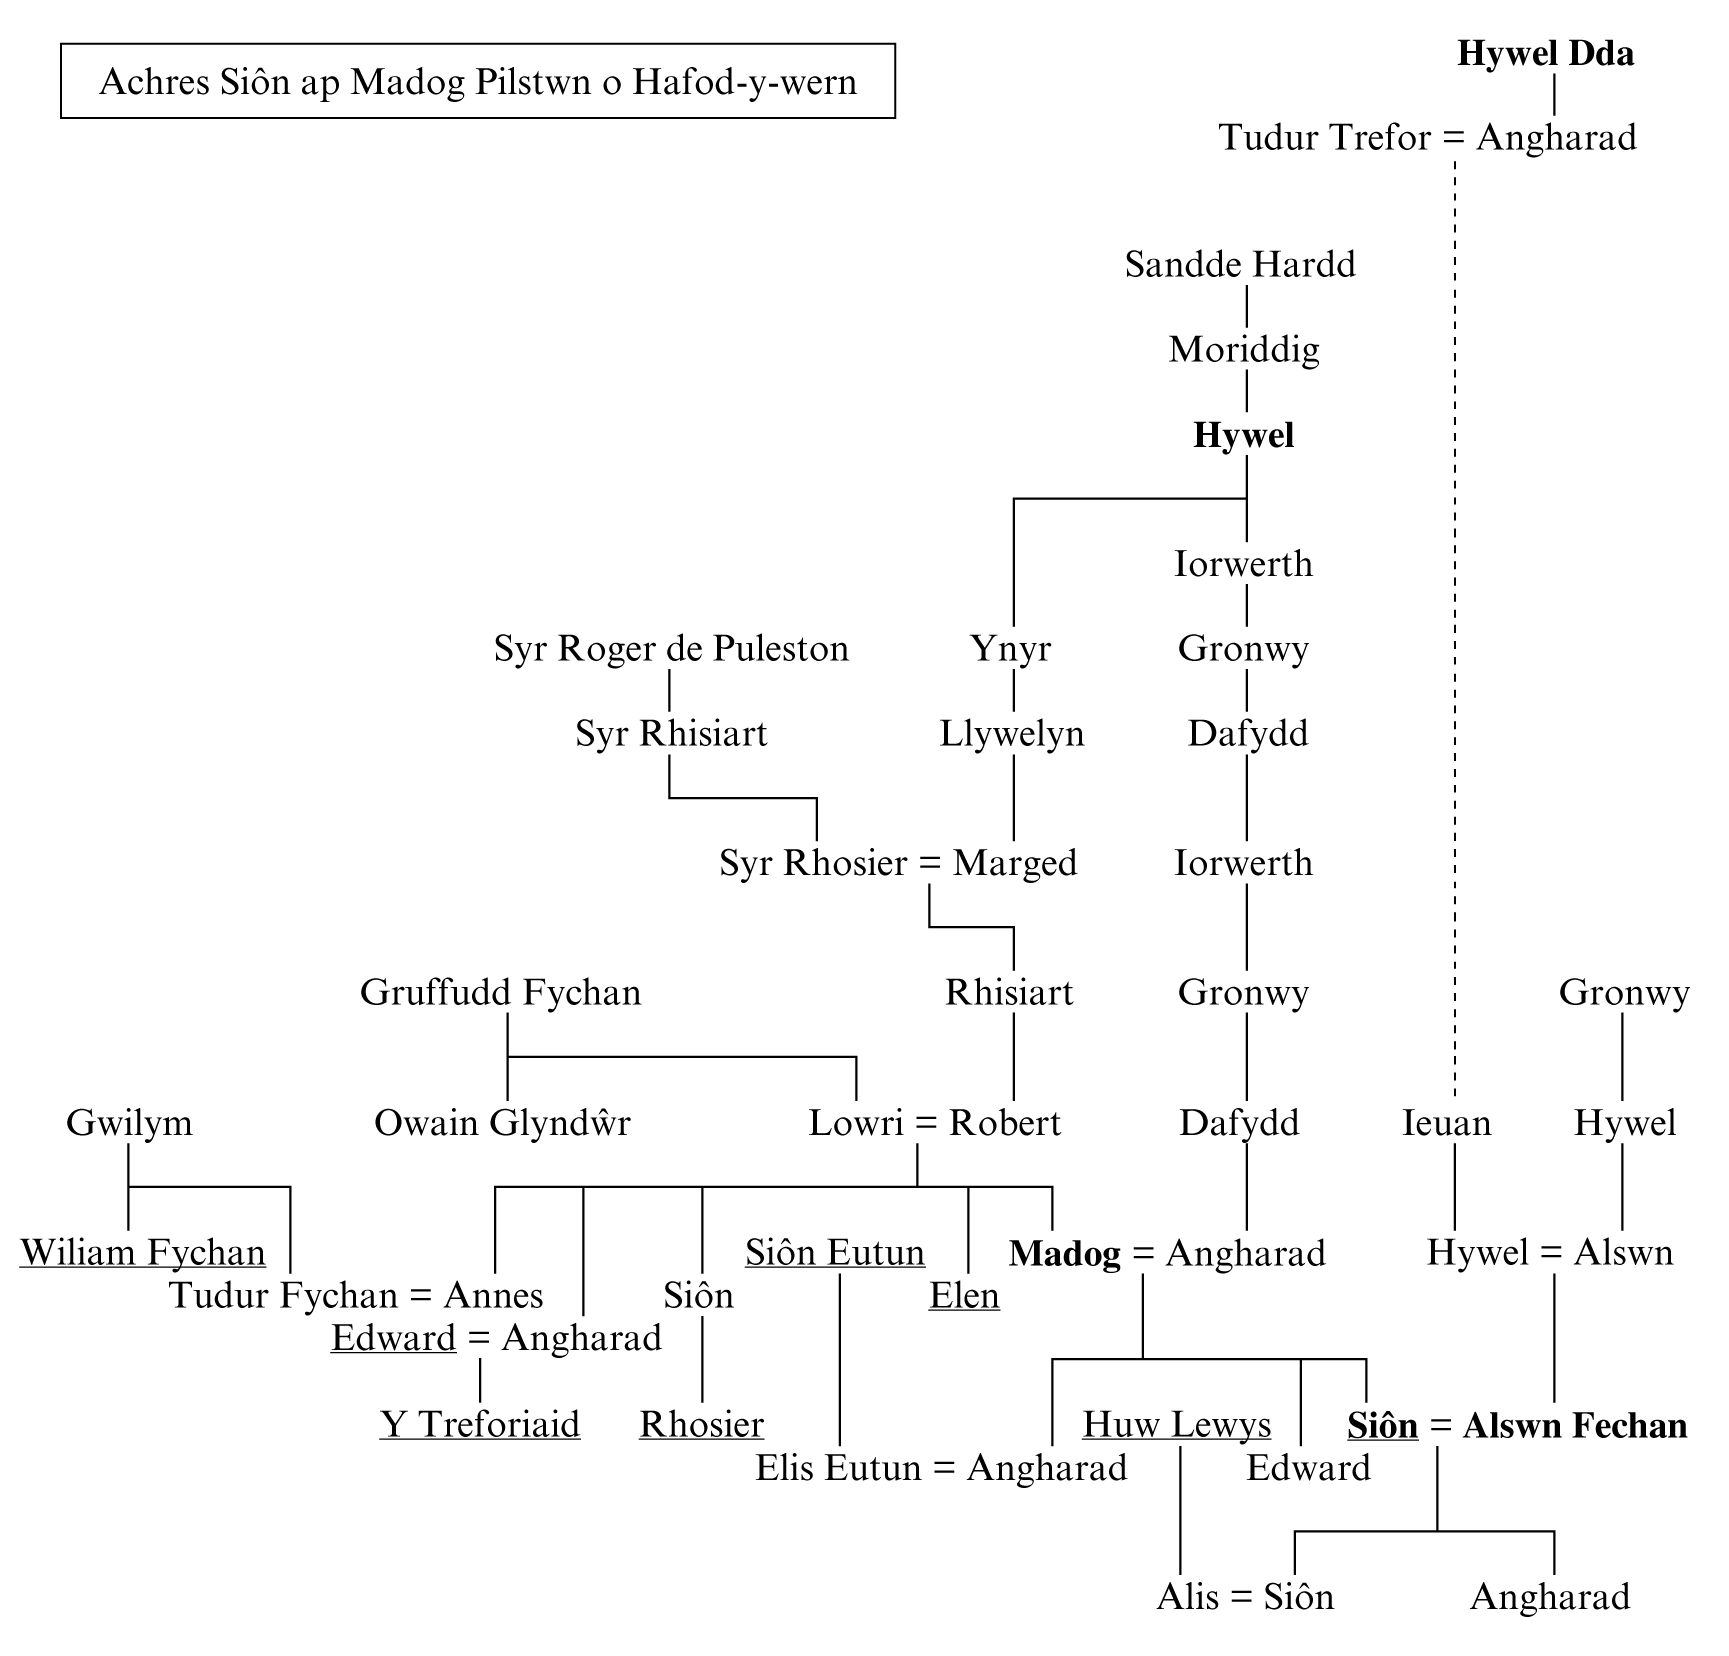 Hywel Dda
Achres Siôn ap Madog Pilstwn o Hafod-y-wern
Tudur Trefor = Angharad
Sandde Hardd
Moriddig
Hywel
Iorwerth
Syr Roger de Puleston Ynyr Gronwy
Syr Rhisiart Llywelyn Dafydd
Syr Rhosier = Marged Iorwerth
Gruffudd Fychan Rhisiart Gronwy Gronwy
Gwilym Owain Glyndŵr Lowri = Robert Dafydd Ieuan Hywel
Wiliam Fychan Siôn Eutun Madog = Angharad Hywel = Alswn
Tudur Fychan = Annes Siôn Elen
Edward = Angharad
Y Treforiaid Rhosier Huw Lewys Siôn = Alswn Fechan
Elis Eutun = Angharad Edward
Alis = Siôn Angharad